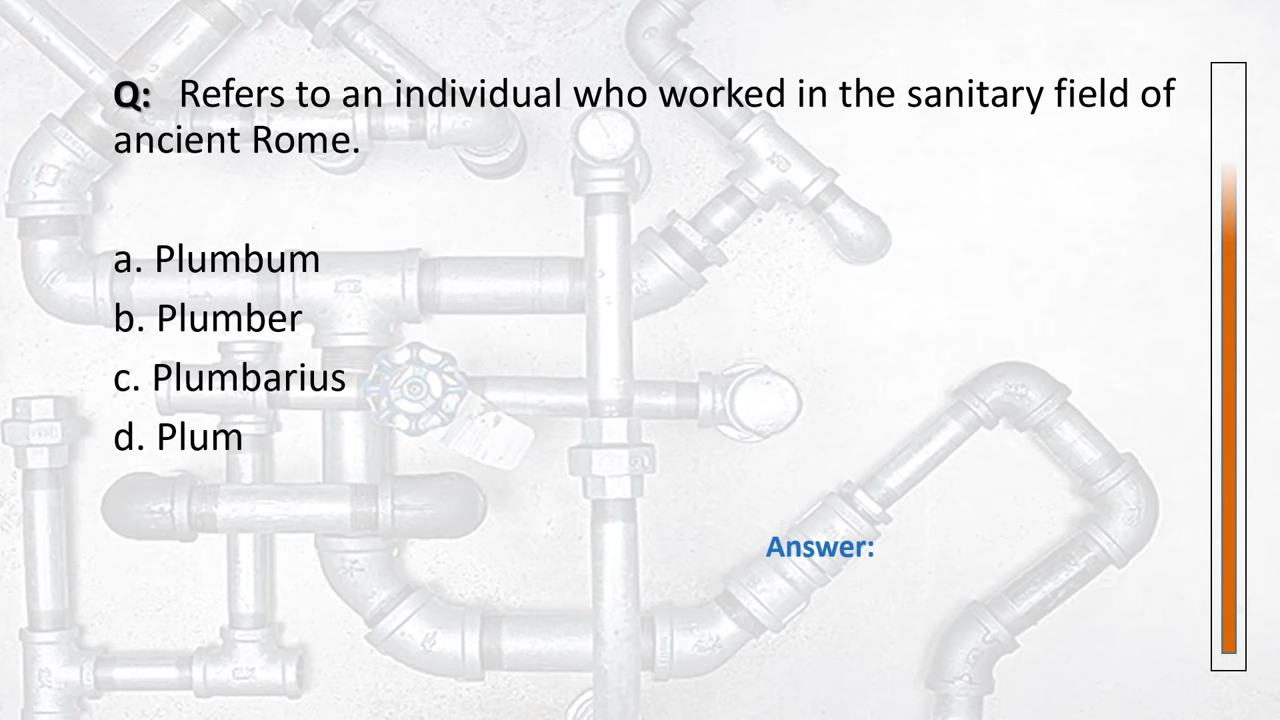 Q: Refers to an individual who worked in the sanitary field of
ancient Rome.
a. Plumbum
b. Plumber
c. Plumbarius
d. Plum
Answer: